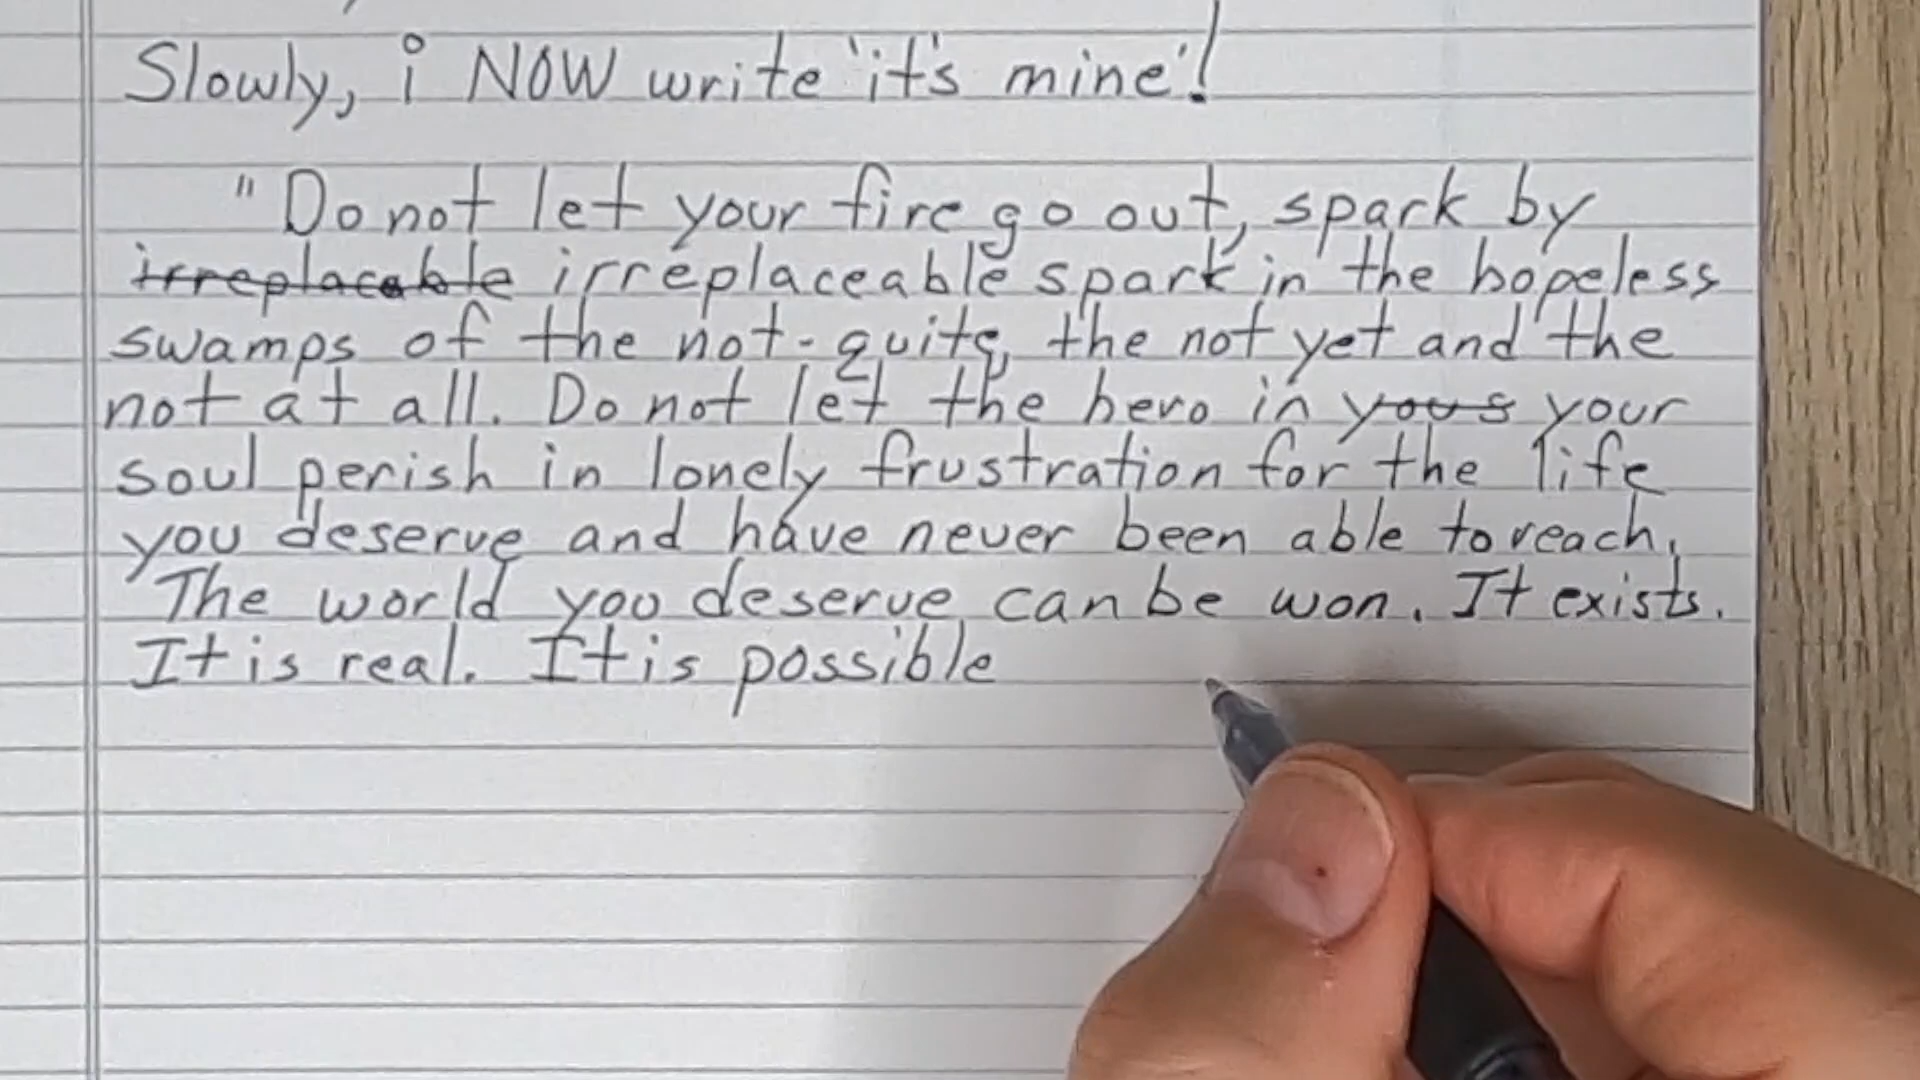 Slowly, i NOW write 'it's mine'!
"Do not let your fire go out, spark by
irreplacable irreplaceable spark in the hopeless
swamps of the not-quite, the not yet and the
not at all. Do not let the hero in yours your
soul perish in lonely frustration for the life
you deserve and have never been able to reach.
The world you deserve can be won. It exists.
It is real. It is possible